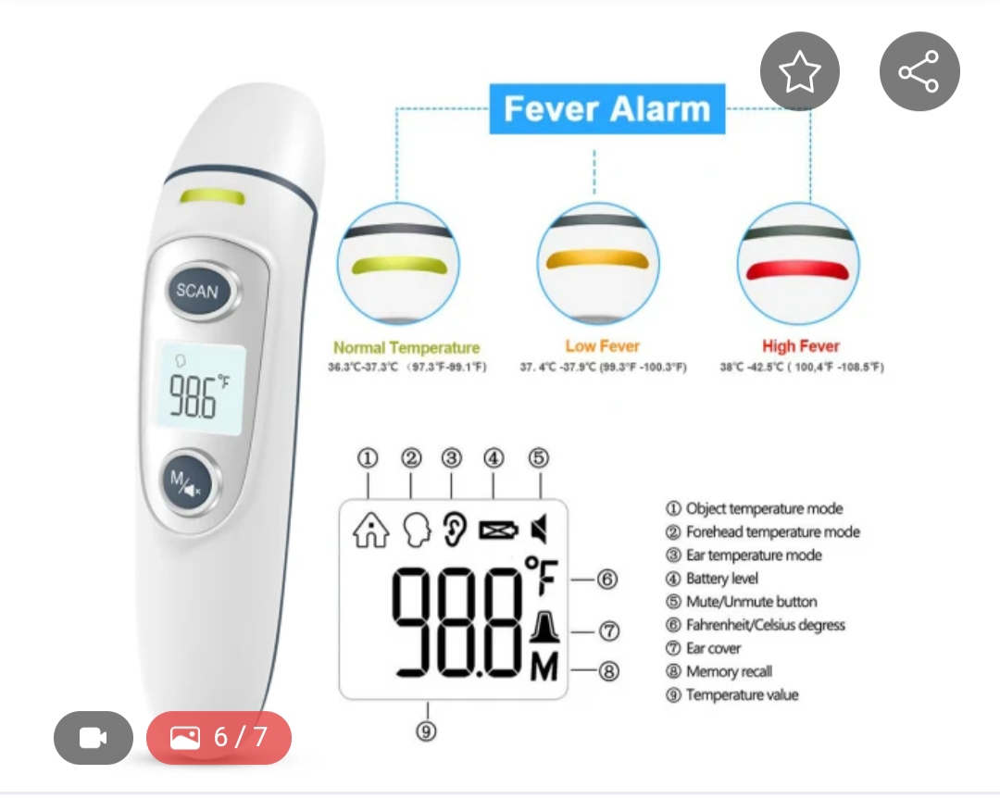 Fever Alarm
SCAN
98.6°F
M/
Normal Temperature
36.3℃-37.3℃ （97.3℉-99.1℉)
Low Fever
37. 4℃ -37.9℃ (99.3°F -100.3°F)
High Fever
38℃ -42.5℃ ( 100,4℉ -108.5℉)
① ② ③ ④ ⑤
°F ⑥
98.8
⑦
M ⑧
⑨
① Object temperature mode
② Forehead temperature mode
③ Ear temperature mode
④ Battery level
⑤ Mute/Unmute button
⑥ Fahrenheit/Celsius degress
⑦ Ear cover
⑧ Memory recall
⑨ Temperature value
6 / 7